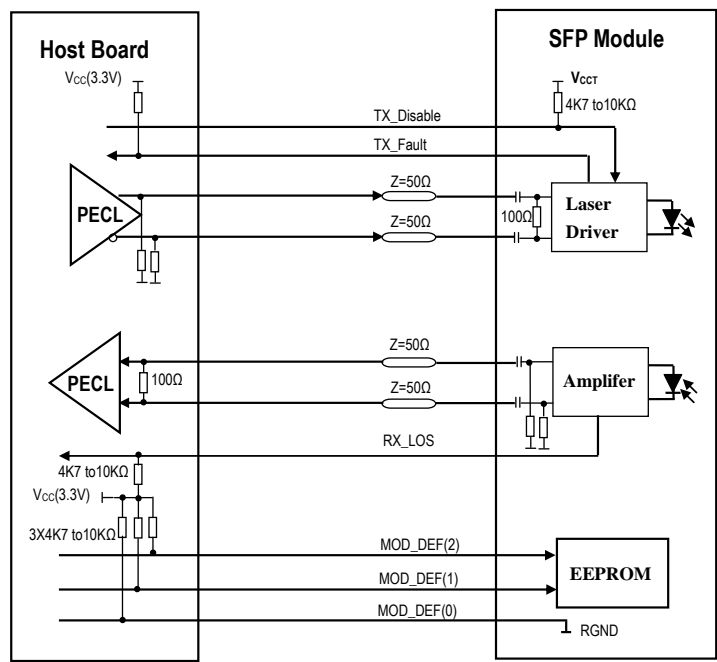 Host Board
SFP Module
Vcc(3.3V)
VCCT
4K7 to10KΩ
TX_Disable
TX_Fault
Z=50Ω
PECL
100Ω
Laser
Driver
Z=50Ω
Z=50Ω
PECL
100Ω
Amplifer
Z=50Ω
RX_LOS
4K7 to10KΩ
Vcc(3.3V)
3X4K7 to10KΩ
MOD_DEF(2)
EEPROM
MOD_DEF(1)
MOD_DEF(0)
RGND